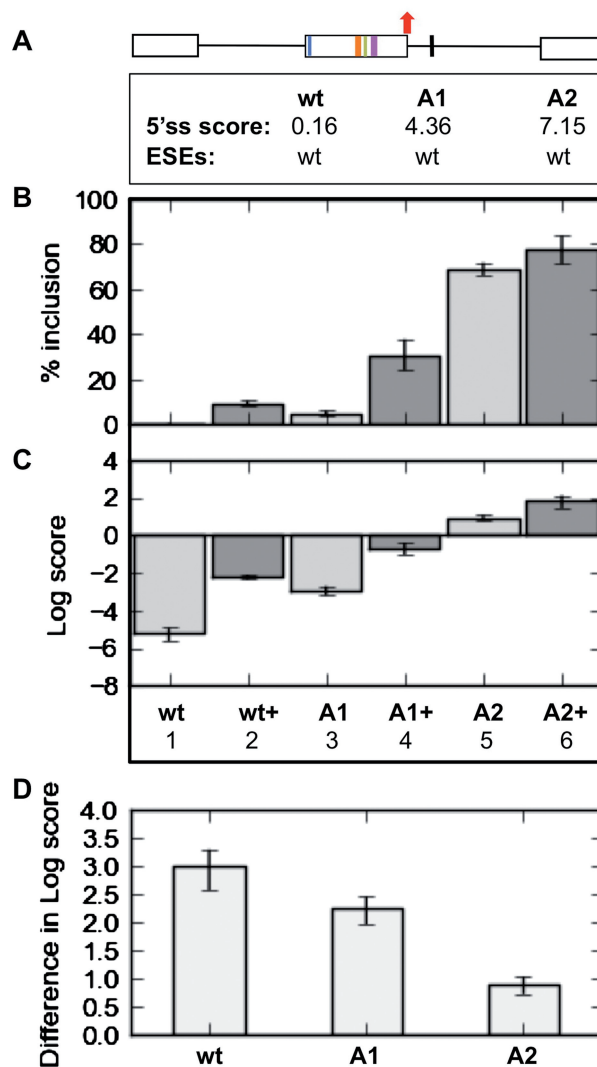 A
wt A1 A2
5'ss score: 0.16 4.36 7.15
ESEs: wt wt wt
B
100
80
60
40
20
0
% inclusion
C
4
2
0
−2
−4
−6
−8
Log score
wt wt+ A1 A1+ A2 A2+
1 2 3 4 5 6
D
4.0
3.5
3.0
2.5
2.0
1.5
1.0
0.5
0.0
Difference in Log score
wt A1 A2